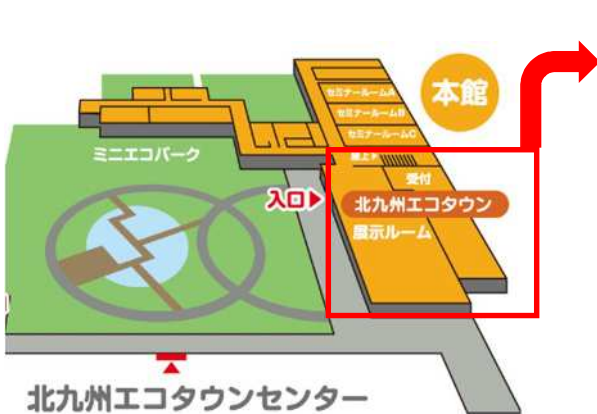 本館
セミナールームA
セミナールームB
セミナールームC
ミニエコパーク
受付
入口
北九州エコタウン
展示ルーム
北九州エコタウンセンター